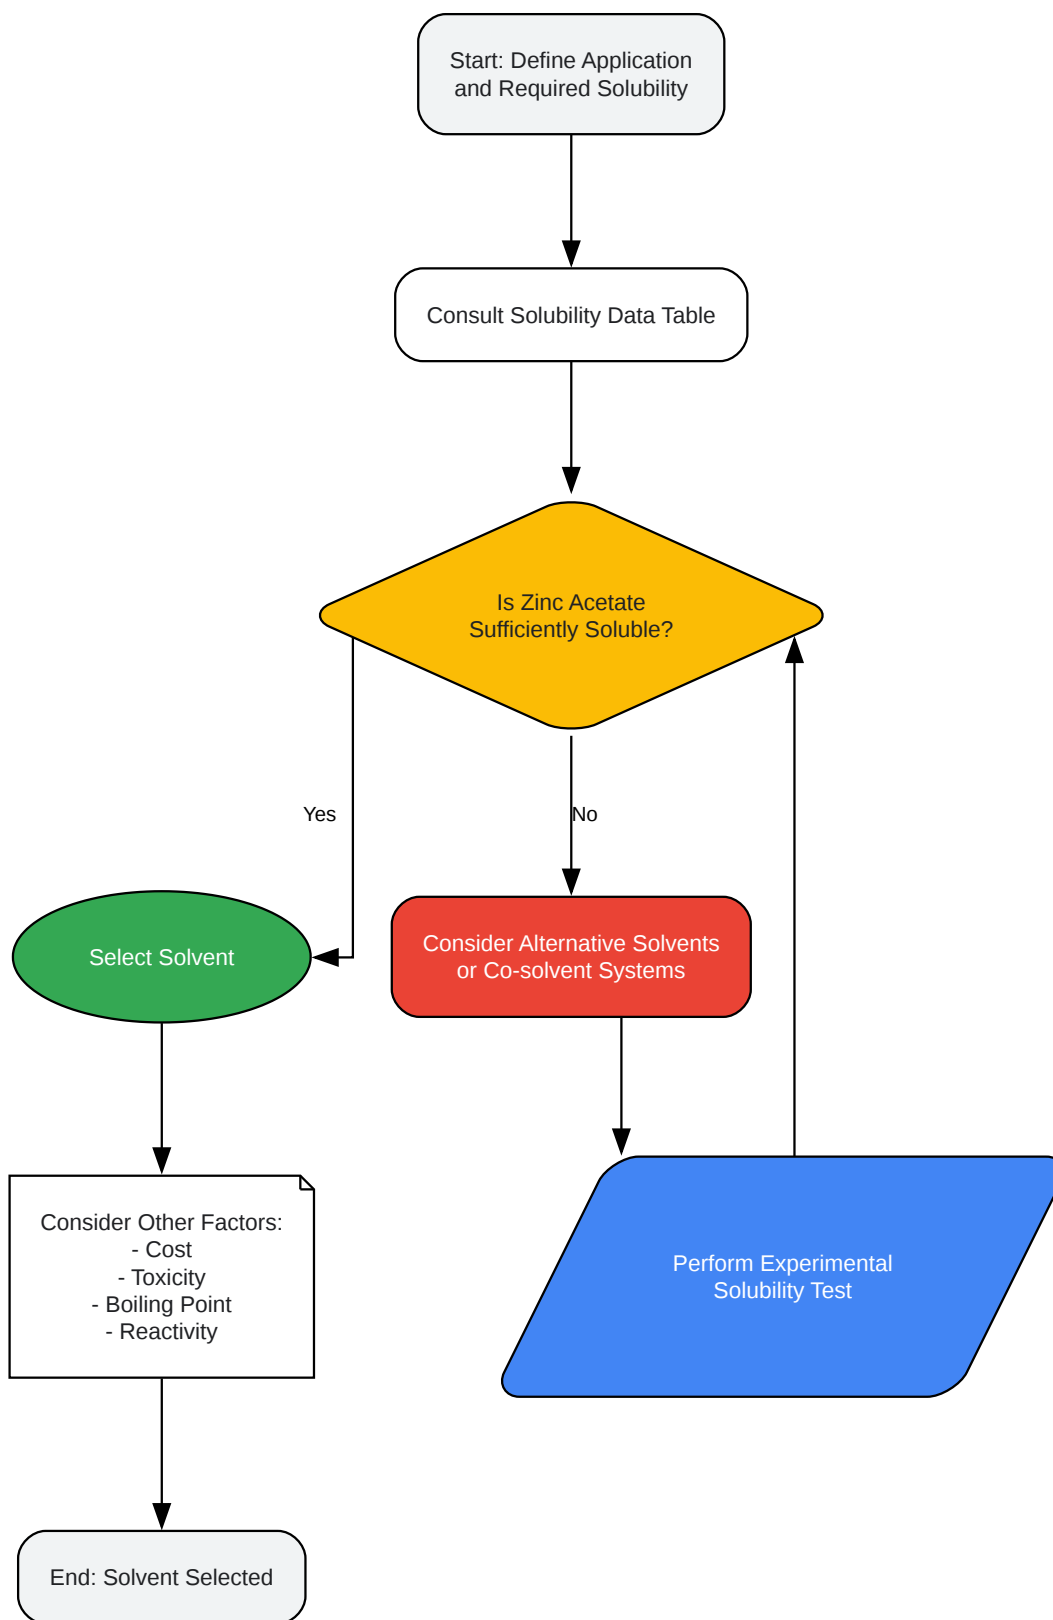 Start: Define Application
and Required Solubility
Consult Solubility Data Table
Is Zinc Acetate
Sufficiently Soluble?
Yes
No
Select Solvent
Consider Alternative Solvents
or Co-solvent Systems
Consider Other Factors:
- Cost
- Toxicity
- Boiling Point
- Reactivity
Perform Experimental
Solubility Test
End: Solvent Selected